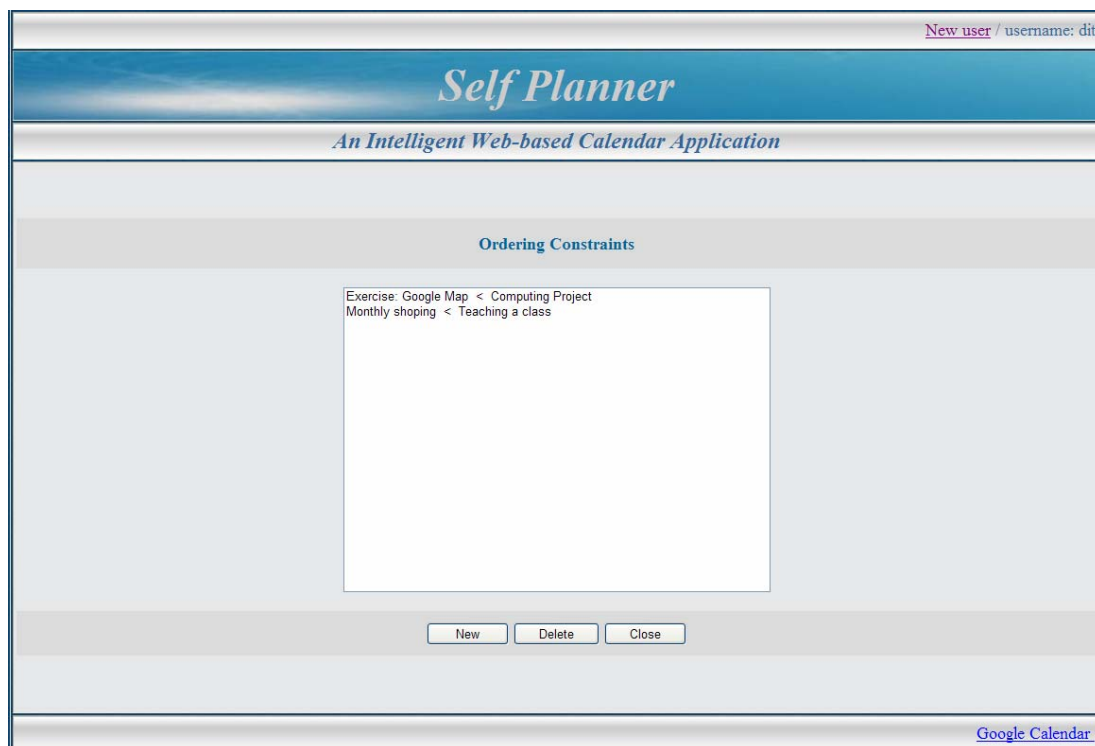 New user / username: dit
Self Planner
An Intelligent Web-based Calendar Application
Ordering Constraints
Exercise: Google Map < Computing Project
Monthly shoping < Teaching a class
New Delete Close
Google Calendar